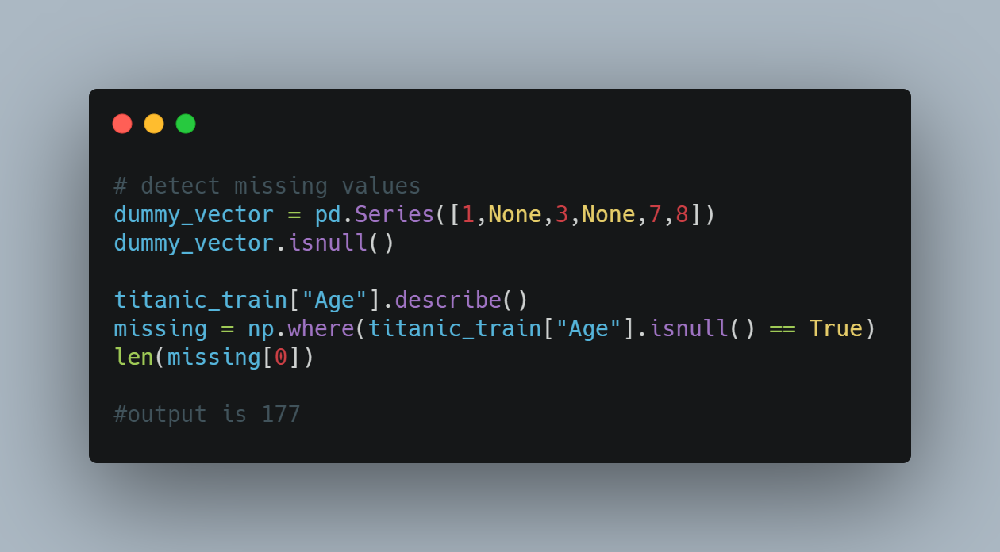 # detect missing values
dummy_vector = pd.Series([1,None,3,None,7,8])
dummy_vector.isnull()
titanic_train["Age"].describe()
missing = np.where(titanic_train["Age"].isnull() == True)
len(missing[0])
#output is 177